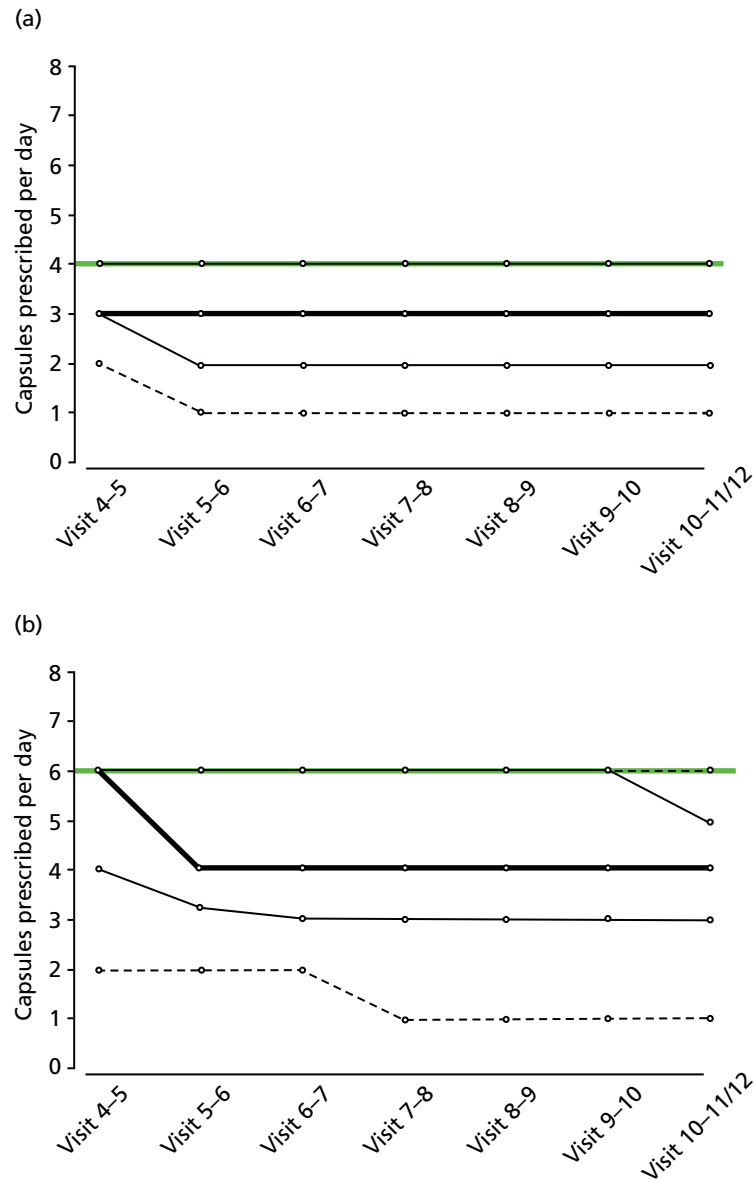 (a)
Capsules prescribed per day
8
7
6
5
4
3
2
1
0
Visit 4–5
Visit 5–6
Visit 6–7
Visit 7–8
Visit 8–9
Visit 9–10
Visit 10–11/12
(b)
Capsules prescribed per day
8
7
6
5
4
3
2
1
0
Visit 4–5
Visit 5–6
Visit 6–7
Visit 7–8
Visit 8–9
Visit 9–10
Visit 10–11/12